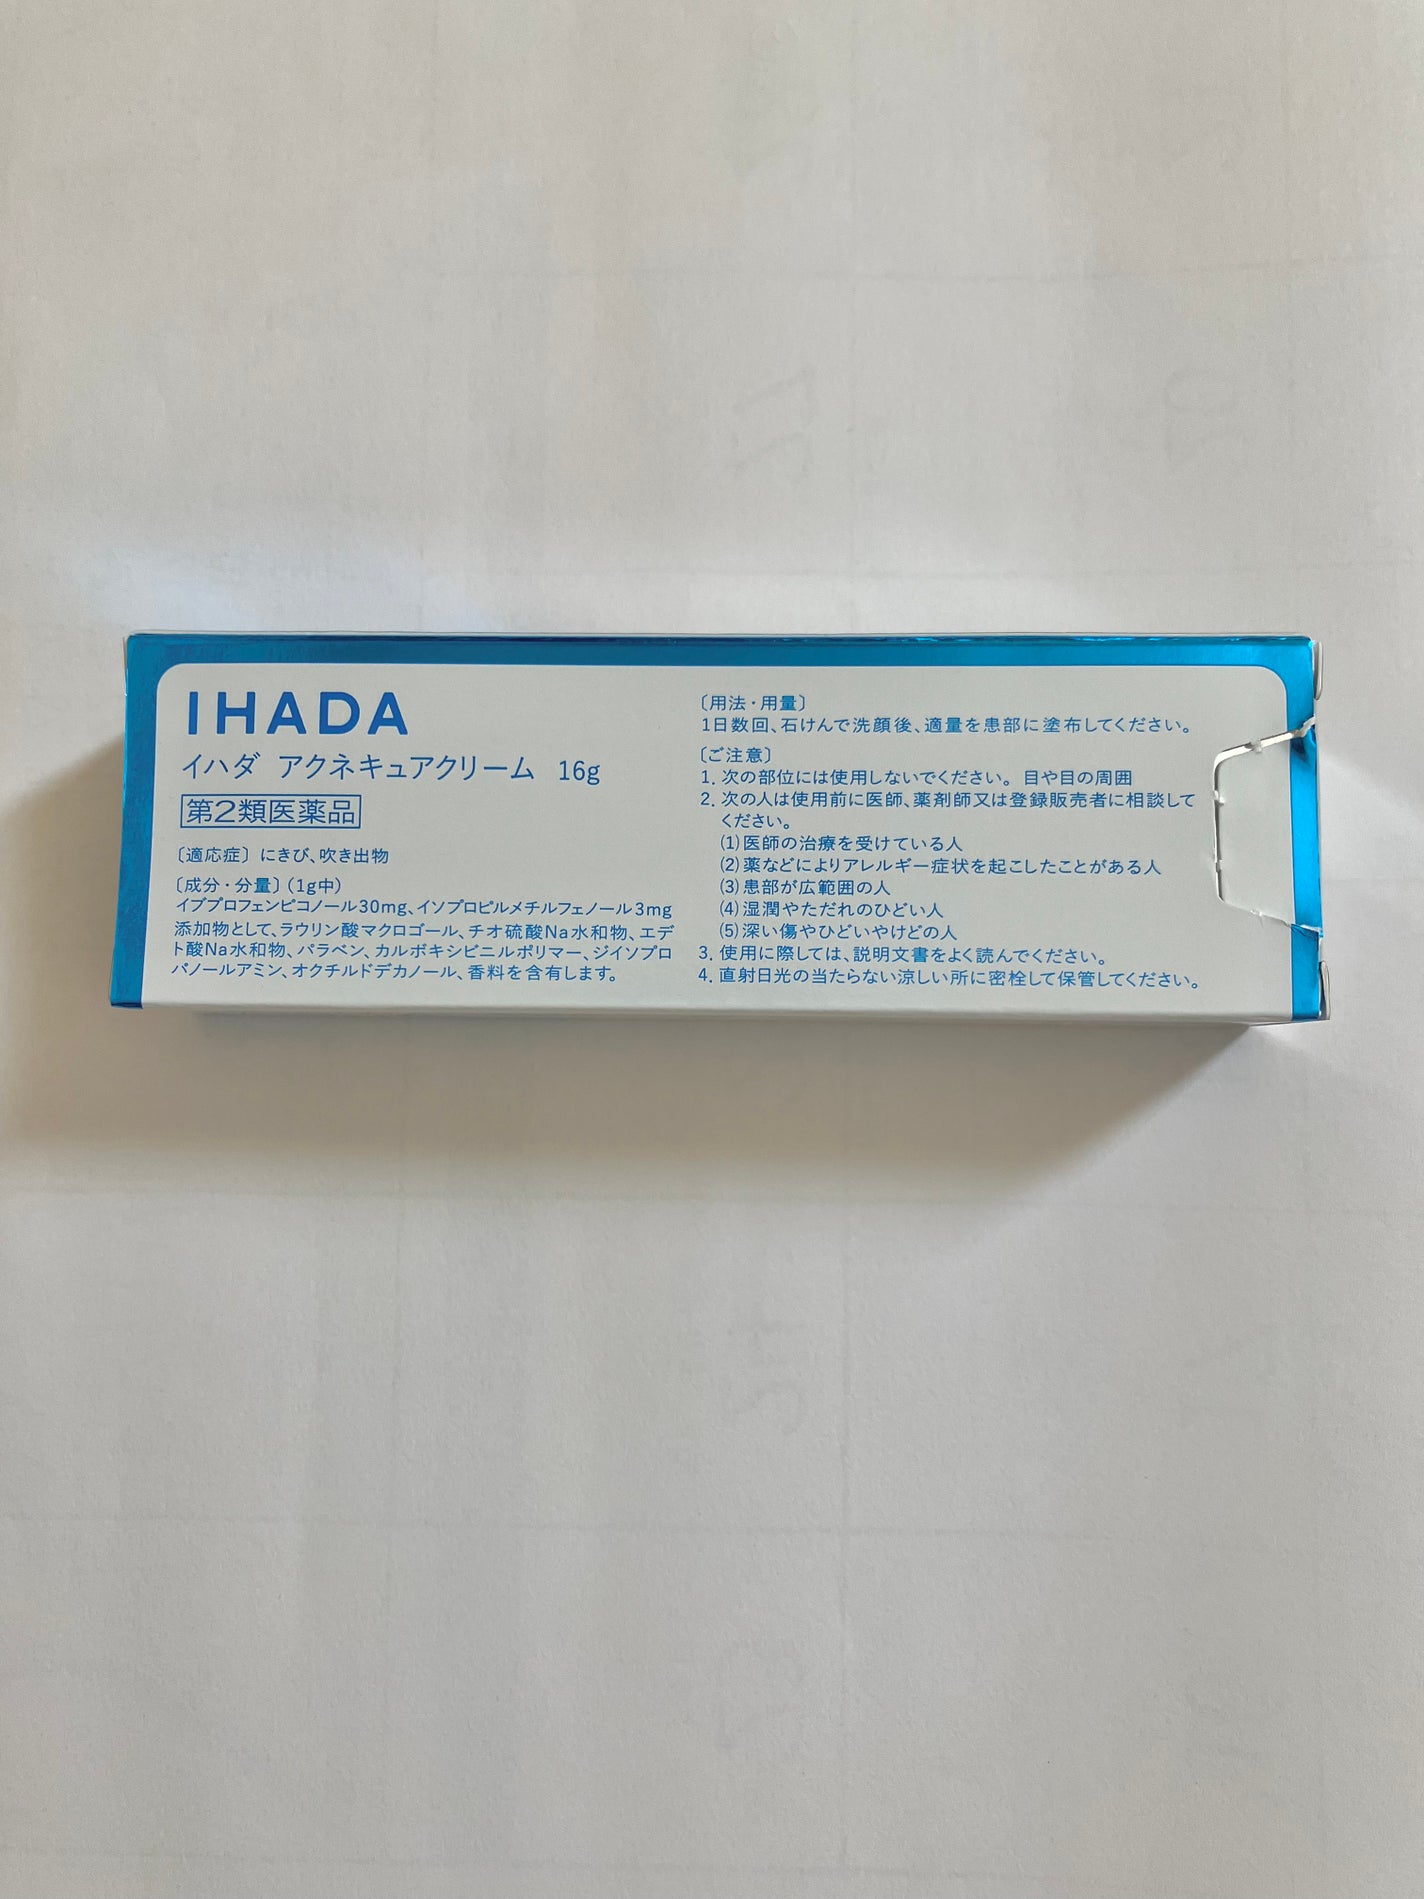 IHADA
イハダ アクネキュアクリーム 16g
第2類医薬品
〔適応症〕にきび、吹き出物
〔成分・分量〕(1g中)
イブプロフェンピコノール30mg、イソプロピルメチルフェノール3mg
添加物として、ラウリン酸マクロゴール、チオ硫酸Na水和物、エデ
ト酸Na水和物、パラベン、カルボキシビニルポリマー、ジイソプロ
パノールアミン、オクチルドデカノール、香料を含有します。
〔用法・用量〕
1日数回、石けんで洗顔後、適量を患部に塗布してください。
〔ご注意〕
1. 次の部位には使用しないでください。 目や目の周囲
2. 次の人は使用前に医師、薬剤師又は登録販売者に相談して
ください。
(1)医師の治療を受けている人
(2)薬などによりアレルギー症状を起こしたことがある人
(3)患部が広範囲の人
(4)湿潤やただれのひどい人
(5)深い傷やひどいやけどの人
3. 使用に際しては、説明文書をよく読んでください。
4. 直射日光の当たらない涼しい所に密栓して保管してください。